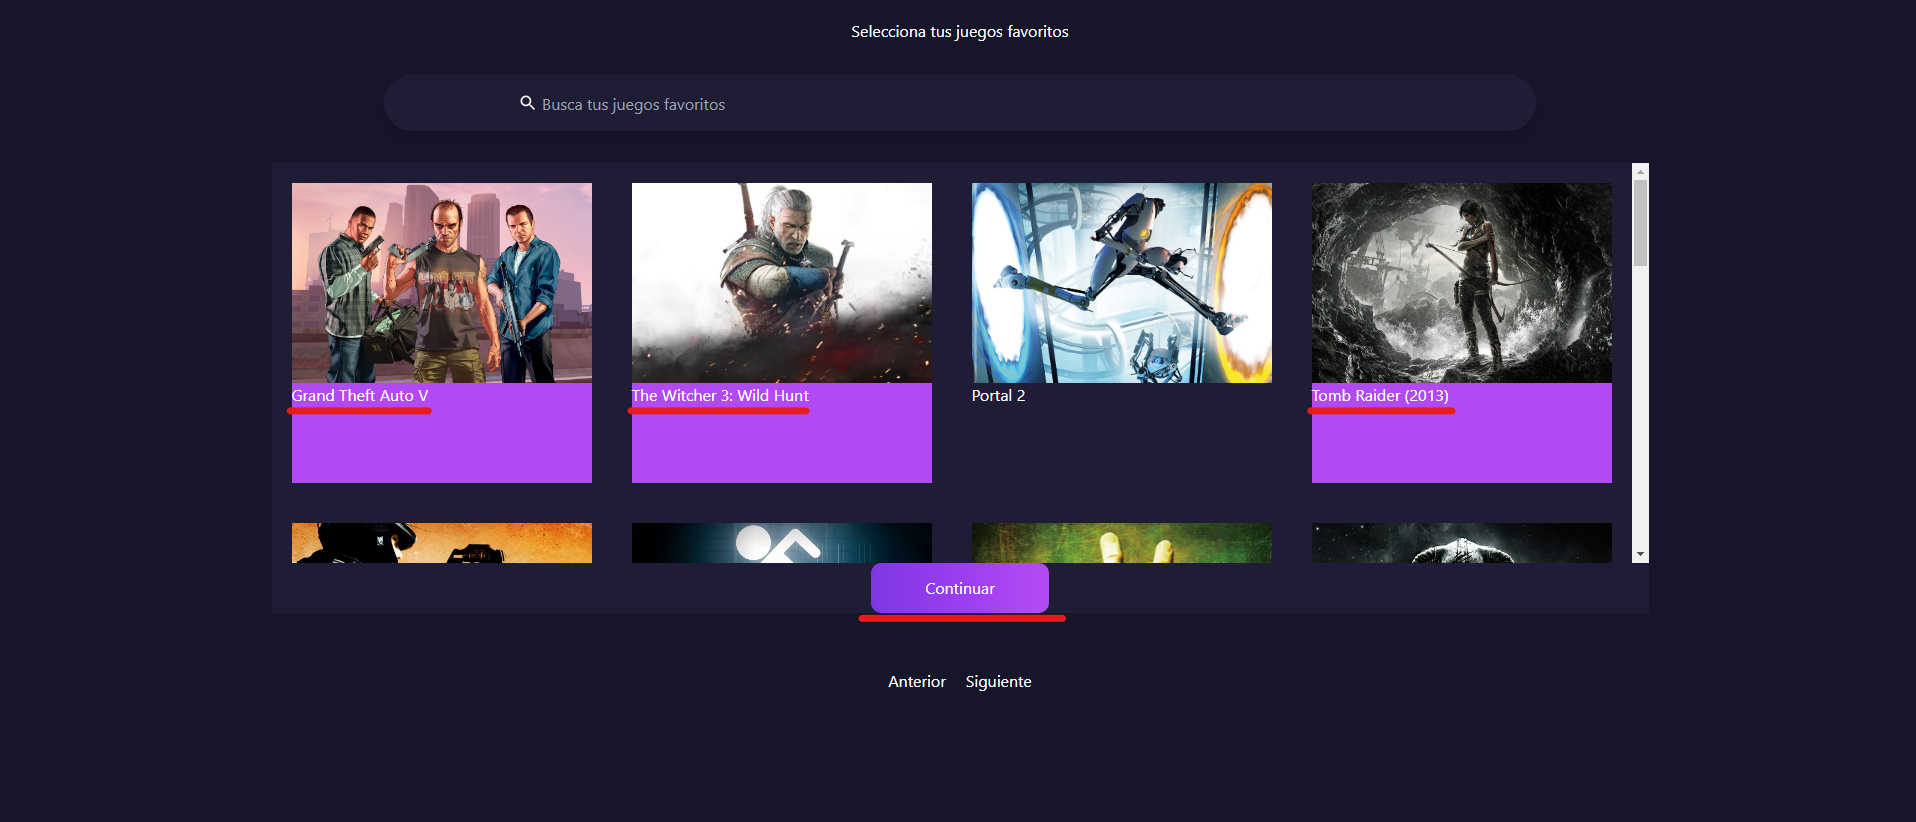 Selecciona tus juegos favoritos
Busca tus juegos favoritos
Grand Theft Auto V
The Witcher 3: Wild Hunt
Portal 2
Tomb Raider (2013)
Continuar
Anterior Siguiente